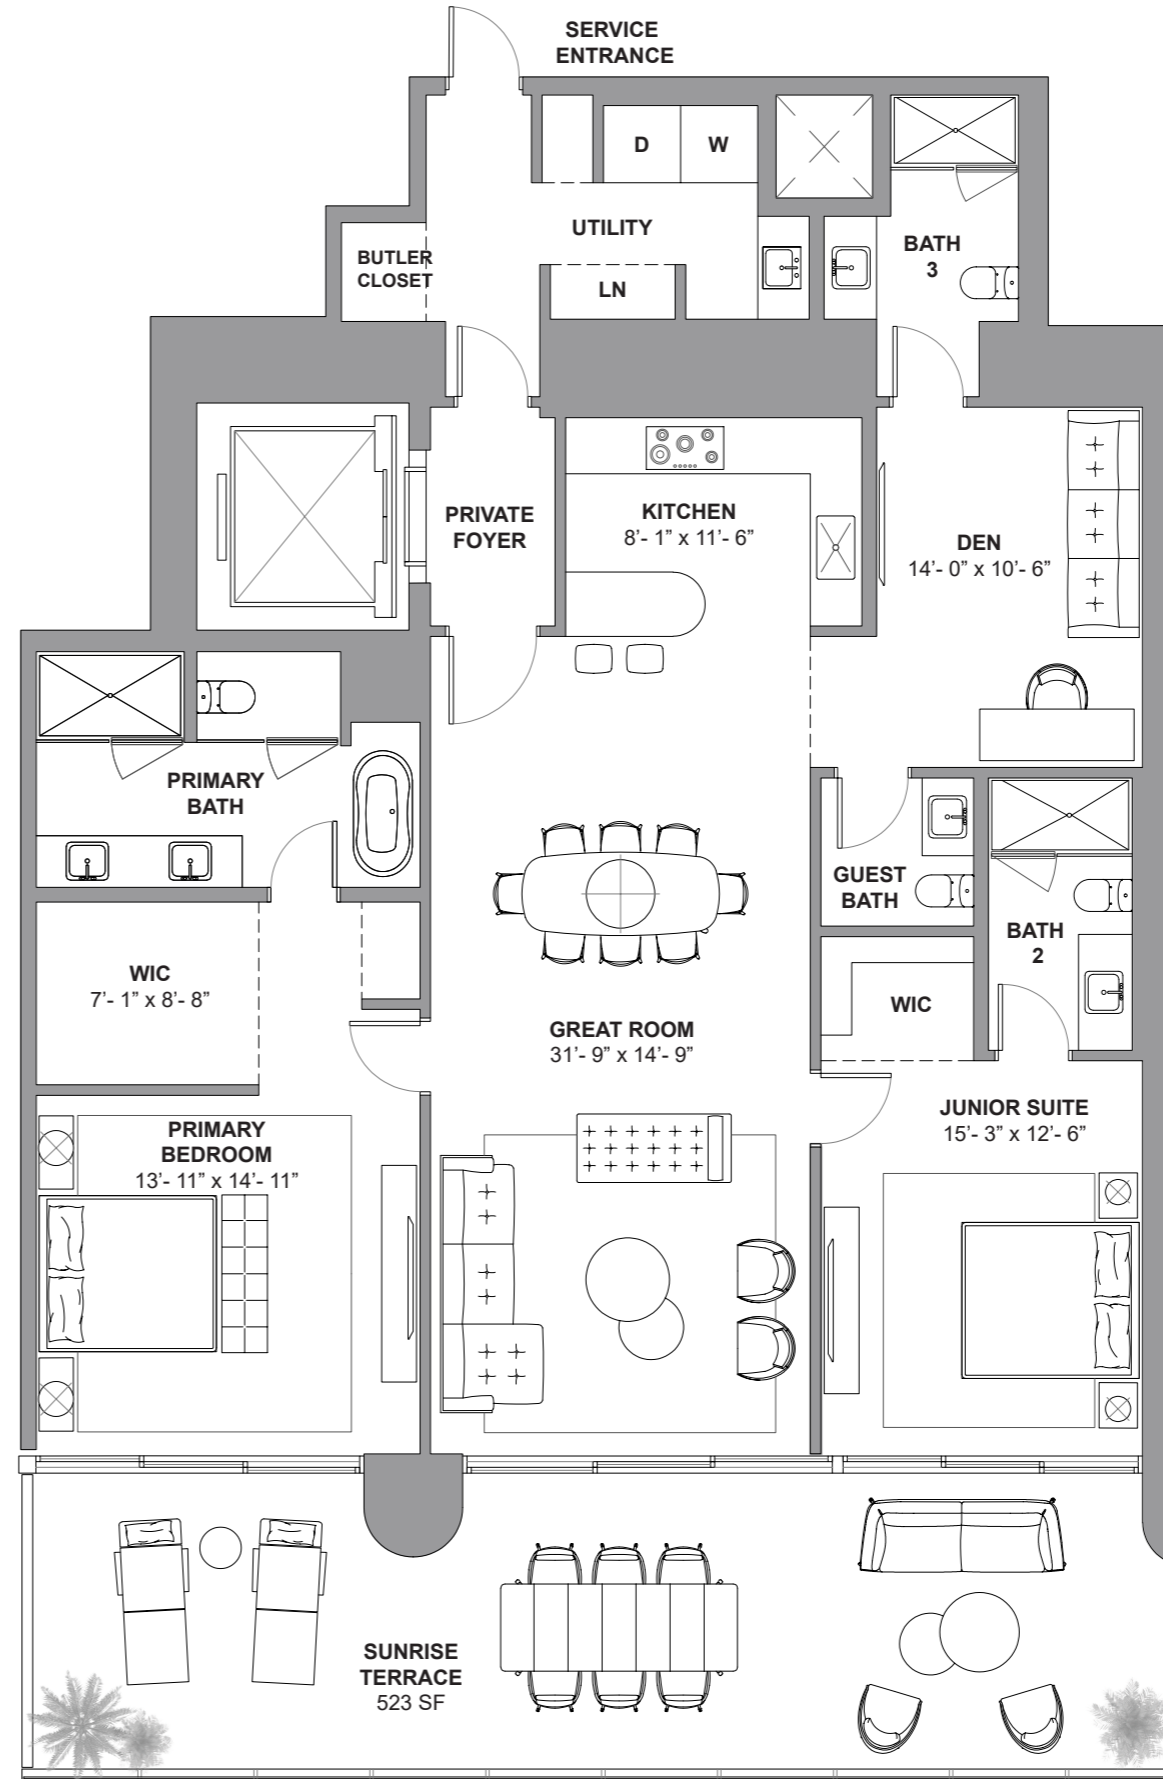 SERVICE
ENTRANCE
D
W
UTILITY
BUTLER
CLOSET
LN
BATH
3
PRIVATE
FOYER
KITCHEN
8’- 1” x 11’- 6”
DEN
14’- 0” x 10’- 6”
PRIMARY
BATH
GUEST
BATH
BATH
2
WIC
7’- 1” x 8’- 8”
WIC
GREAT ROOM
31’- 9” x 14’- 9”
JUNIOR SUITE
15’- 3” x 12’- 6”
PRIMARY
BEDROOM
13’- 11” x 14’- 11”
SUNRISE
TERRACE
523 SF